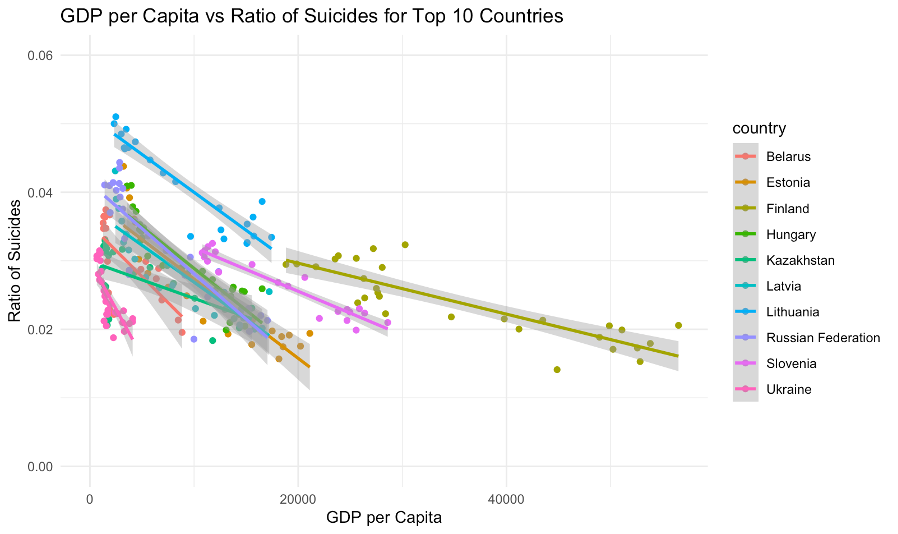 GDP per Capita vs Ratio of Suicides for Top 10 Countries
0.06
0.04
0.02
0.00
Ratio of Suicides
0
20000
40000
GDP per Capita
country
Belarus
Estonia
Finland
Hungary
Kazakhstan
Latvia
Lithuania
Russian Federation
Slovenia
Ukraine